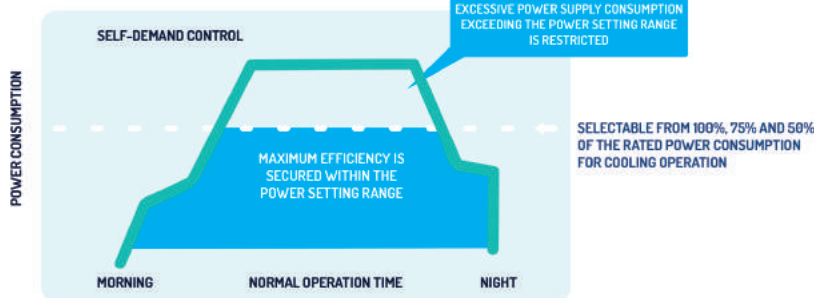 EXCESSIVE POWER SUPPLY CONSUMPTION
EXCEEDING THE POWER SETTING RANGE
IS RESTRICTED
SELF-DEMAND CONTROL
POWER CONSUMPTION
SELECTABLE FROM 100%, 75% AND 50%
OF THE RATED POWER CONSUMPTION
FOR COOLING OPERATION
MAXIMUM EFFICIENCY IS
SECURED WITHIN THE
POWER SETTING RANGE
MORNING
NORMAL OPERATION TIME
NIGHT